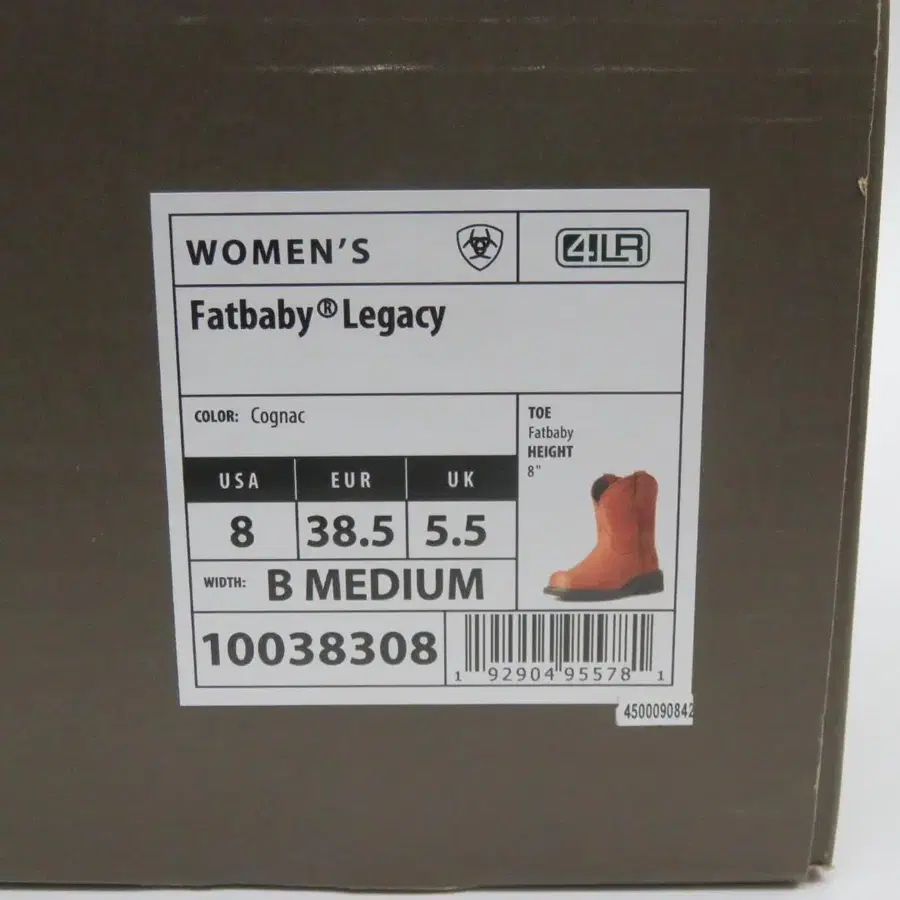 WOMEN'S
4LR
Fatbaby® Legacy
COLOR: Cognac
TOE
Fatbaby
HEIGHT
8"
USA EUR UK
8 38.5 5.5
WIDTH: B MEDIUM
10038308
1 92904 95578 1
4500090842